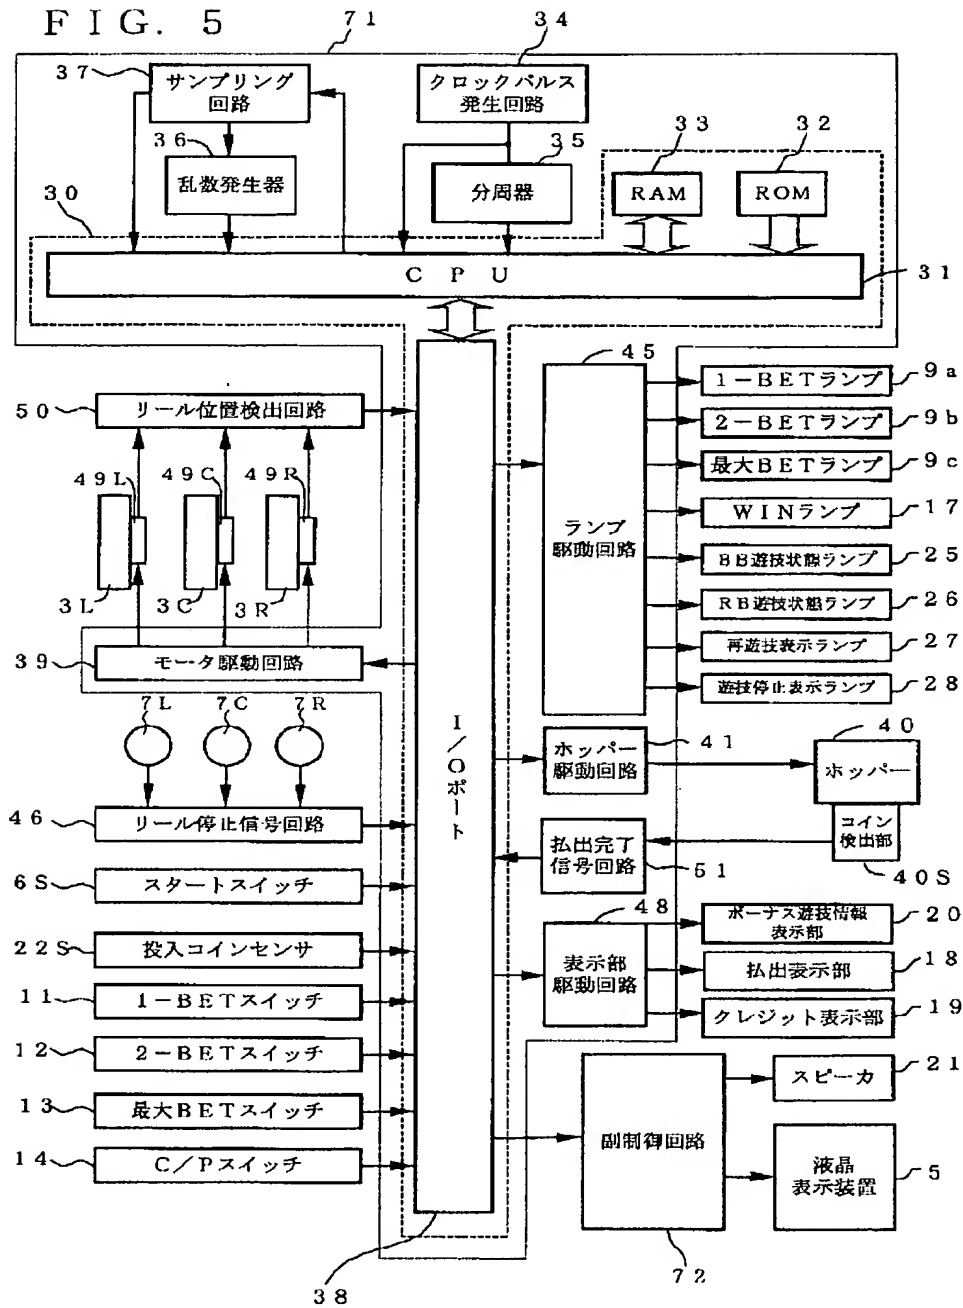 FIG. 5
71
34
37
サンプリング
回路
クロックパルス
発生回路
36
35
33
32
乱数発生器
分周器
RAM
ROM
30
CPU
31
45
50
リール位置検出回路
1－BETランプ
9a
2－BETランプ
9b
最大BETランプ
9c
49L
49C
49R
WINランプ
17
ランプ
駆動回路
BB遊技状態ランプ
25
3L
3C
3R
RB遊技状態ランプ
26
39
モータ駆動回路
再遊技表示ランプ
27
遊技停止表示ランプ
28
7L
7C
7R
I／Oポート
ホッパー
駆動回路
41
40
ホッパー
46
リール停止信号回路
コイン
検出部
払出完了
信号回路
51
40S
6S
スタートスイッチ
48
ボーナス遊技情報
表示部
20
22S
投入コインセンサ
表示部
駆動回路
払出表示部
18
11
1－BETスイッチ
クレジット表示部
19
12
2－BETスイッチ
スピーカ
21
13
最大BETスイッチ
副制御回路
14
C／Pスイッチ
液晶
表示装置
5
72
38